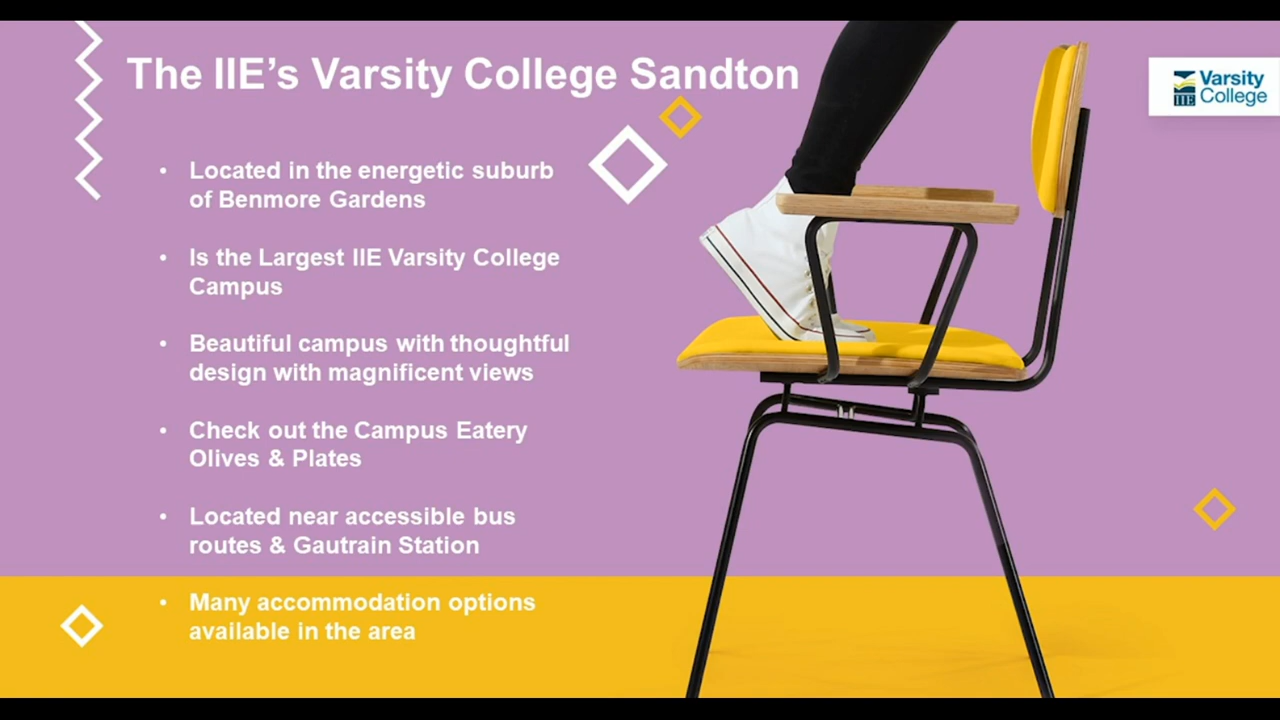 The IIE’s Varsity College Sandton
Varsity
College
IIE
• Located in the energetic suburb
of Benmore Gardens
• Is the Largest IIE Varsity College
Campus
• Beautiful campus with thoughtful
design with magnificent views
• Check out the Campus Eatery
Olives & Plates
• Located near accessible bus
routes & Gautrain Station
• Many accommodation options
available in the area